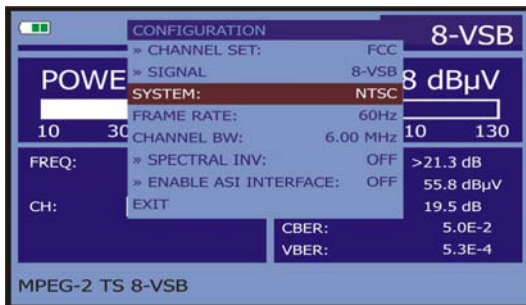 CONFIGURATION
8-VSB
» CHANNEL SET: FCC
» SIGNAL 8-VSB
POWE 8 dBµV
SYSTEM: NTSC
FRAME RATE: 60Hz
10 30 10 130
CHANNEL BW: 6.00 MHz
FREQ: » SPECTRAL INV: OFF >21.3 dB
» ENABLE ASI INTERFACE: OFF 55.8 dBµV
CH: EXIT 19.5 dB
CBER: 5.0E-2
VBER: 5.3E-4
MPEG-2 TS 8-VSB